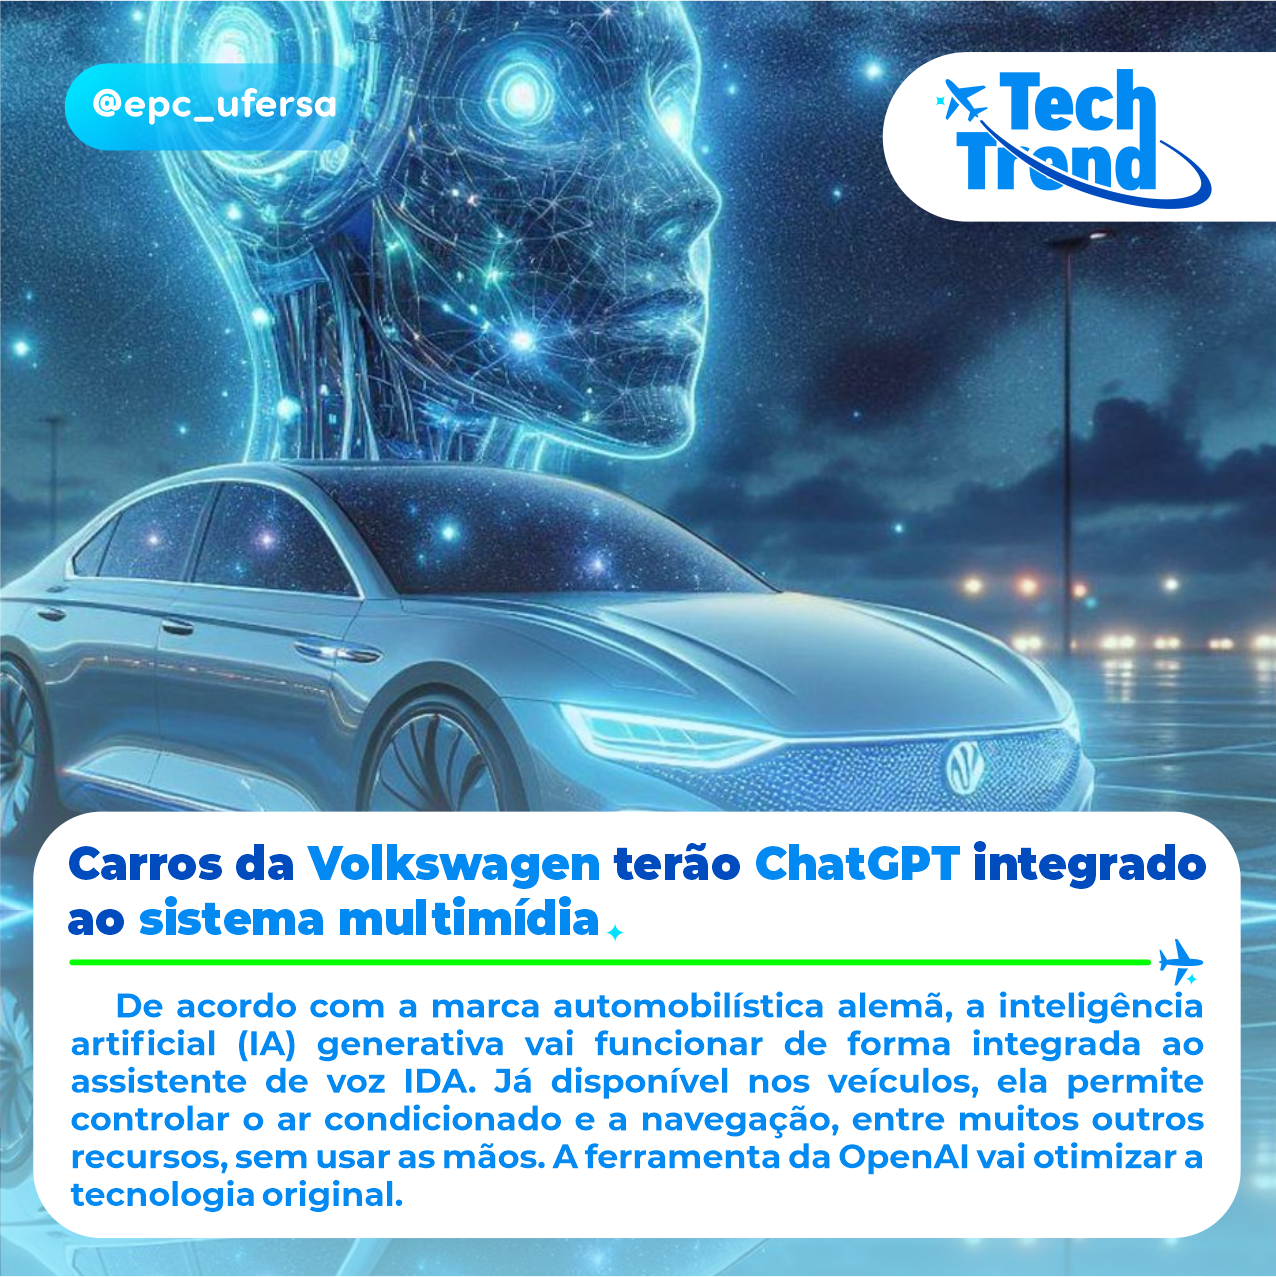 @epc_ufersa
Tech
Trend
Carros da Volkswagen terão ChatGPT integrado
ao sistema multimídia
De acordo com a marca automobilística alemã, a inteligência
artificial (IA) generativa vai funcionar de forma integrada ao
assistente de voz IDA. Já disponível nos veículos, ela permite
controlar o ar condicionado e a navegação, entre muitos outros
recursos, sem usar as mãos. A ferramenta da OpenAI vai otimizar a
tecnologia original.